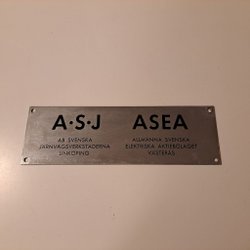 A·S·J ASEA
AB SVENSKA ALLMÄNNA SVENSKA
JÄRNVÄGSVERKSTÄDERNA ELEKTRISKA AKTIEBOLAGET
LINKÖPING VÄSTERÅS